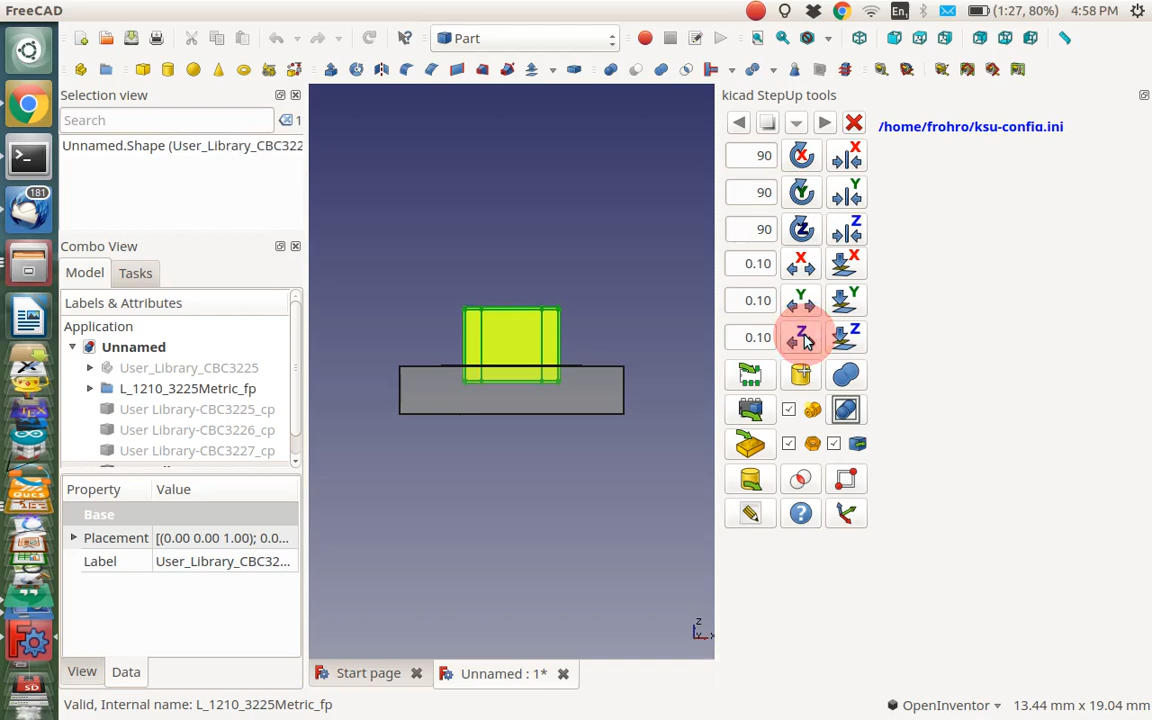 FreeCAD
En
(1:27, 80%)
4:58 PM
Part
Selection view
Search
1
Unnamed.Shape (User_Library_CBC322
Combo View
Model
Tasks
Labels & Attributes
Application
Unnamed
User_Library_CBC3225
L_1210_3225Metric_fp
User Library-CBC3225_cp
User Library-CBC3226_cp
User Library-CBC3227_cp
Property
Value
Base
Placement
[(0.00 0.00 1.00); 0.0...
Label
User_Library_CBC32...
View
Data
Valid, Internal name: L_1210_3225Metric_fp
Z
X
Start page
Unnamed : 1*
kicad StepUp tools
/home/frohro/ksu-config.ini
90
X
X
90
Y
Y
90
Z
Z
0.10
X
X
0.10
Y
Y
0.10
Z
Z
OpenInventor
13.44 mm x 19.04 mm
181